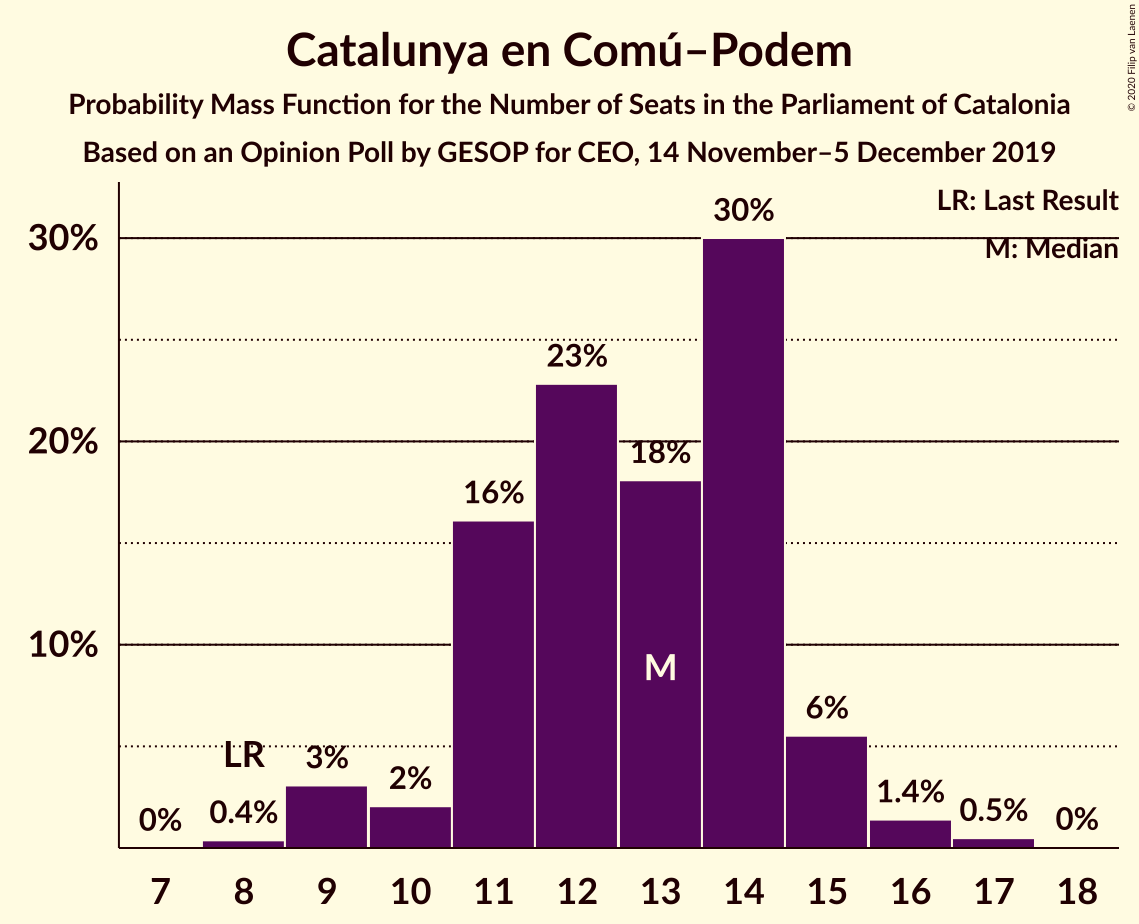 Catalunya en Comú–Podem
Probability Mass Function for the Number of Seats in the Parliament of Catalonia
Based on an Opinion Poll by GESOP for CEO, 14 November–5 December 2019
© 2020 Filip van Laenen
LR: Last Result
M: Median
30%
20%
10%
0%
LR
0.4%
3%
2%
16%
23%
18%
M
30%
6%
1.4%
0.5%
0%
7 8 9 10 11 12 13 14 15 16 17 18